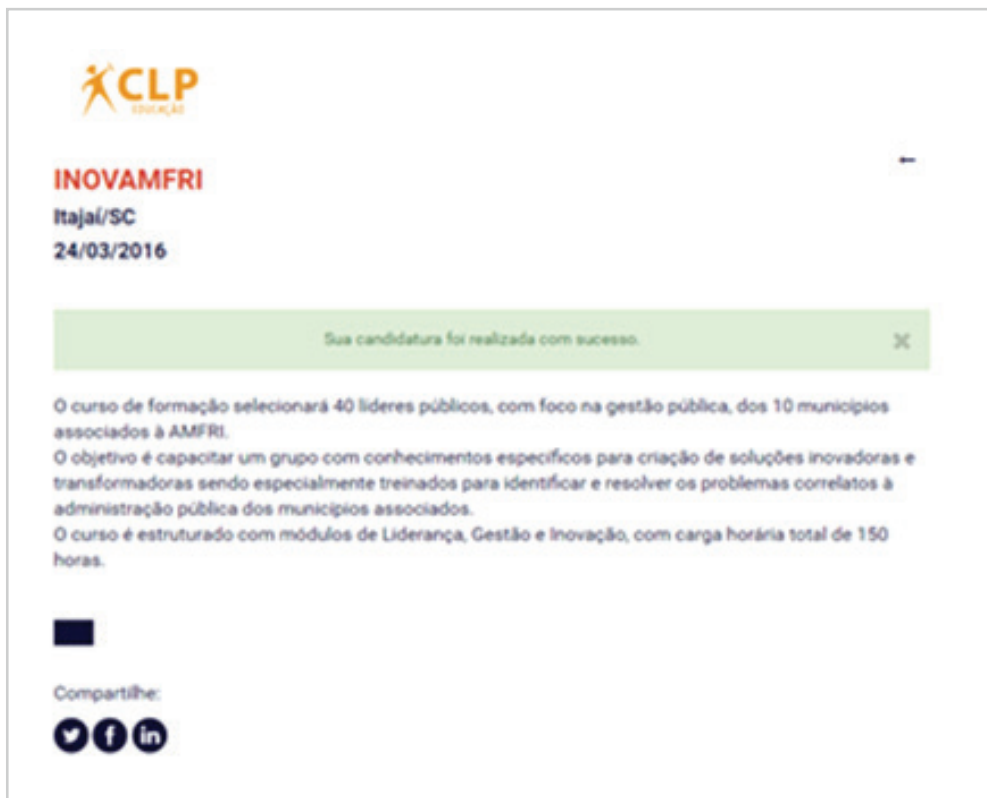 CLP
EDUCAÇÃO
INOVAMFRI
Itajaí/SC
24/03/2016
Sua candidatura foi realizada com sucesso.
O curso de formação selecionará 40 líderes públicos, com foco na gestão pública, dos 10 municípios
associados à AMFRI.
O objetivo é capacitar um grupo com conhecimentos específicos para criação de soluções inovadoras e
transformadoras sendo especialmente treinados para identificar e resolver os problemas correlatos à
administração pública dos municípios associados.
O curso é estruturado com módulos de Liderança, Gestão e Inovação, com carga horária total de 150
horas.
Compartilhe: